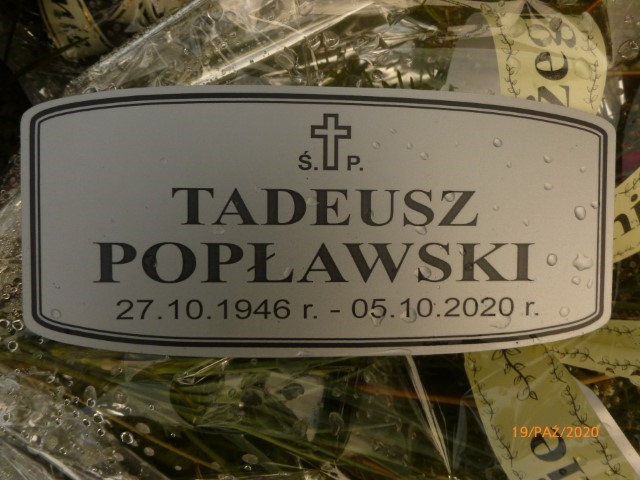 Ś. P.
TADEUSZ
POPŁAWSKI
27.10.1946 r. - 05.10.2020 r.
19/PAŹ/2020